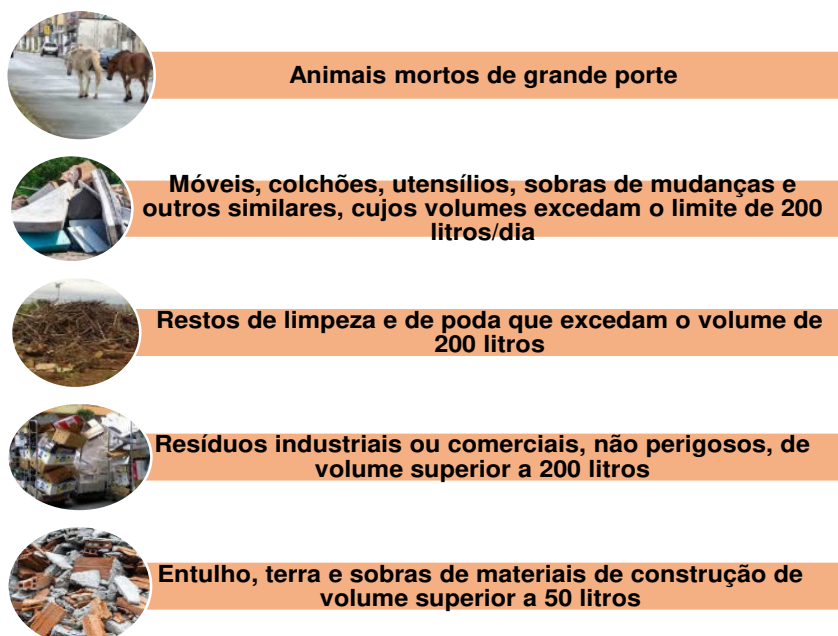 Animais mortos de grande porte
Móveis, colchões, utensílios, sobras de mudanças e
outros similares, cujos volumes excedam o limite de 200
litros/dia
Restos de limpeza e de poda que excedam o volume de
200 litros
Resíduos industriais ou comerciais, não perigosos, de
volume superior a 200 litros
Entulho, terra e sobras de materiais de construção de
volume superior a 50 litros